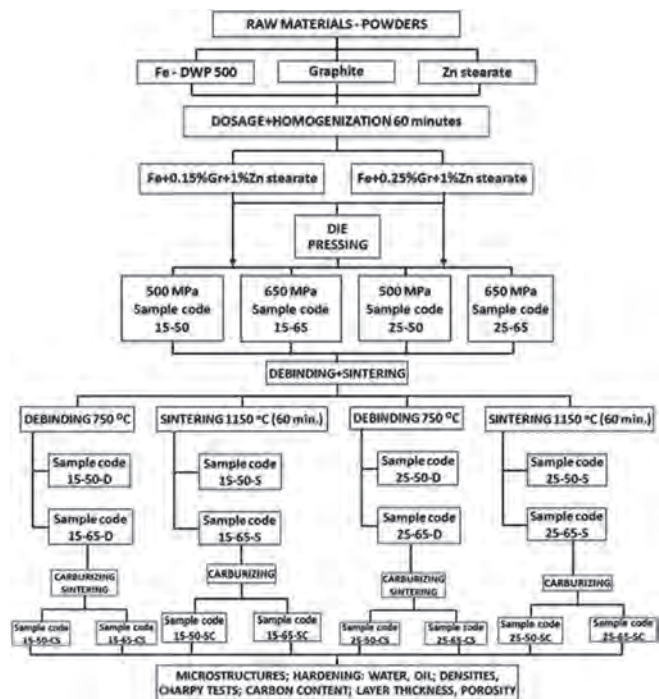 RAW MATERIALS - POWDERS
Fe - DWP 500
Graphite
Zn stearate
DOSAGE+HOMOGENIZATION 60 minutes
Fe+0.15%Gr+1%Zn stearate
Fe+0.25%Gr+1%Zn stearate
DIE
PRESSING
500 MPa
Sample code
15-50
650 MPa
Sample code
15-65
500 MPa
Sample code
25-50
650 MPa
Sample code
25-65
DEBINDING+SINTERING
DEBINDING 750 °C
SINTERING 1150 °C (60 min.)
DEBINDING 750 °C
SINTERING 1150 °C (60 min.)
Sample code
15-50-D
Sample code
15-50-S
Sample code
25-50-D
Sample code
25-50-S
Sample code
15-65-D
Sample code
15-65-S
Sample code
25-65-D
Sample code
25-65-S
CARBURIZING
SINTERING
CARBURIZING
CARBURIZING
SINTERING
CARBURIZING
Sample code
15-50-CS
Sample code
15-65-CS
Sample code
15-50-SC
Sample code
15-65-SC
Sample code
25-50-CS
Sample code
25-65-CS
Sample code
25-50-SC
Sample code
25-65-SC
MICROSTRUCTURES; HARDENING: WATER, OIL; DENSITIES,
CHARPY TESTS; CARBON CONTENT; LAYER THICKNESS, POROSITY